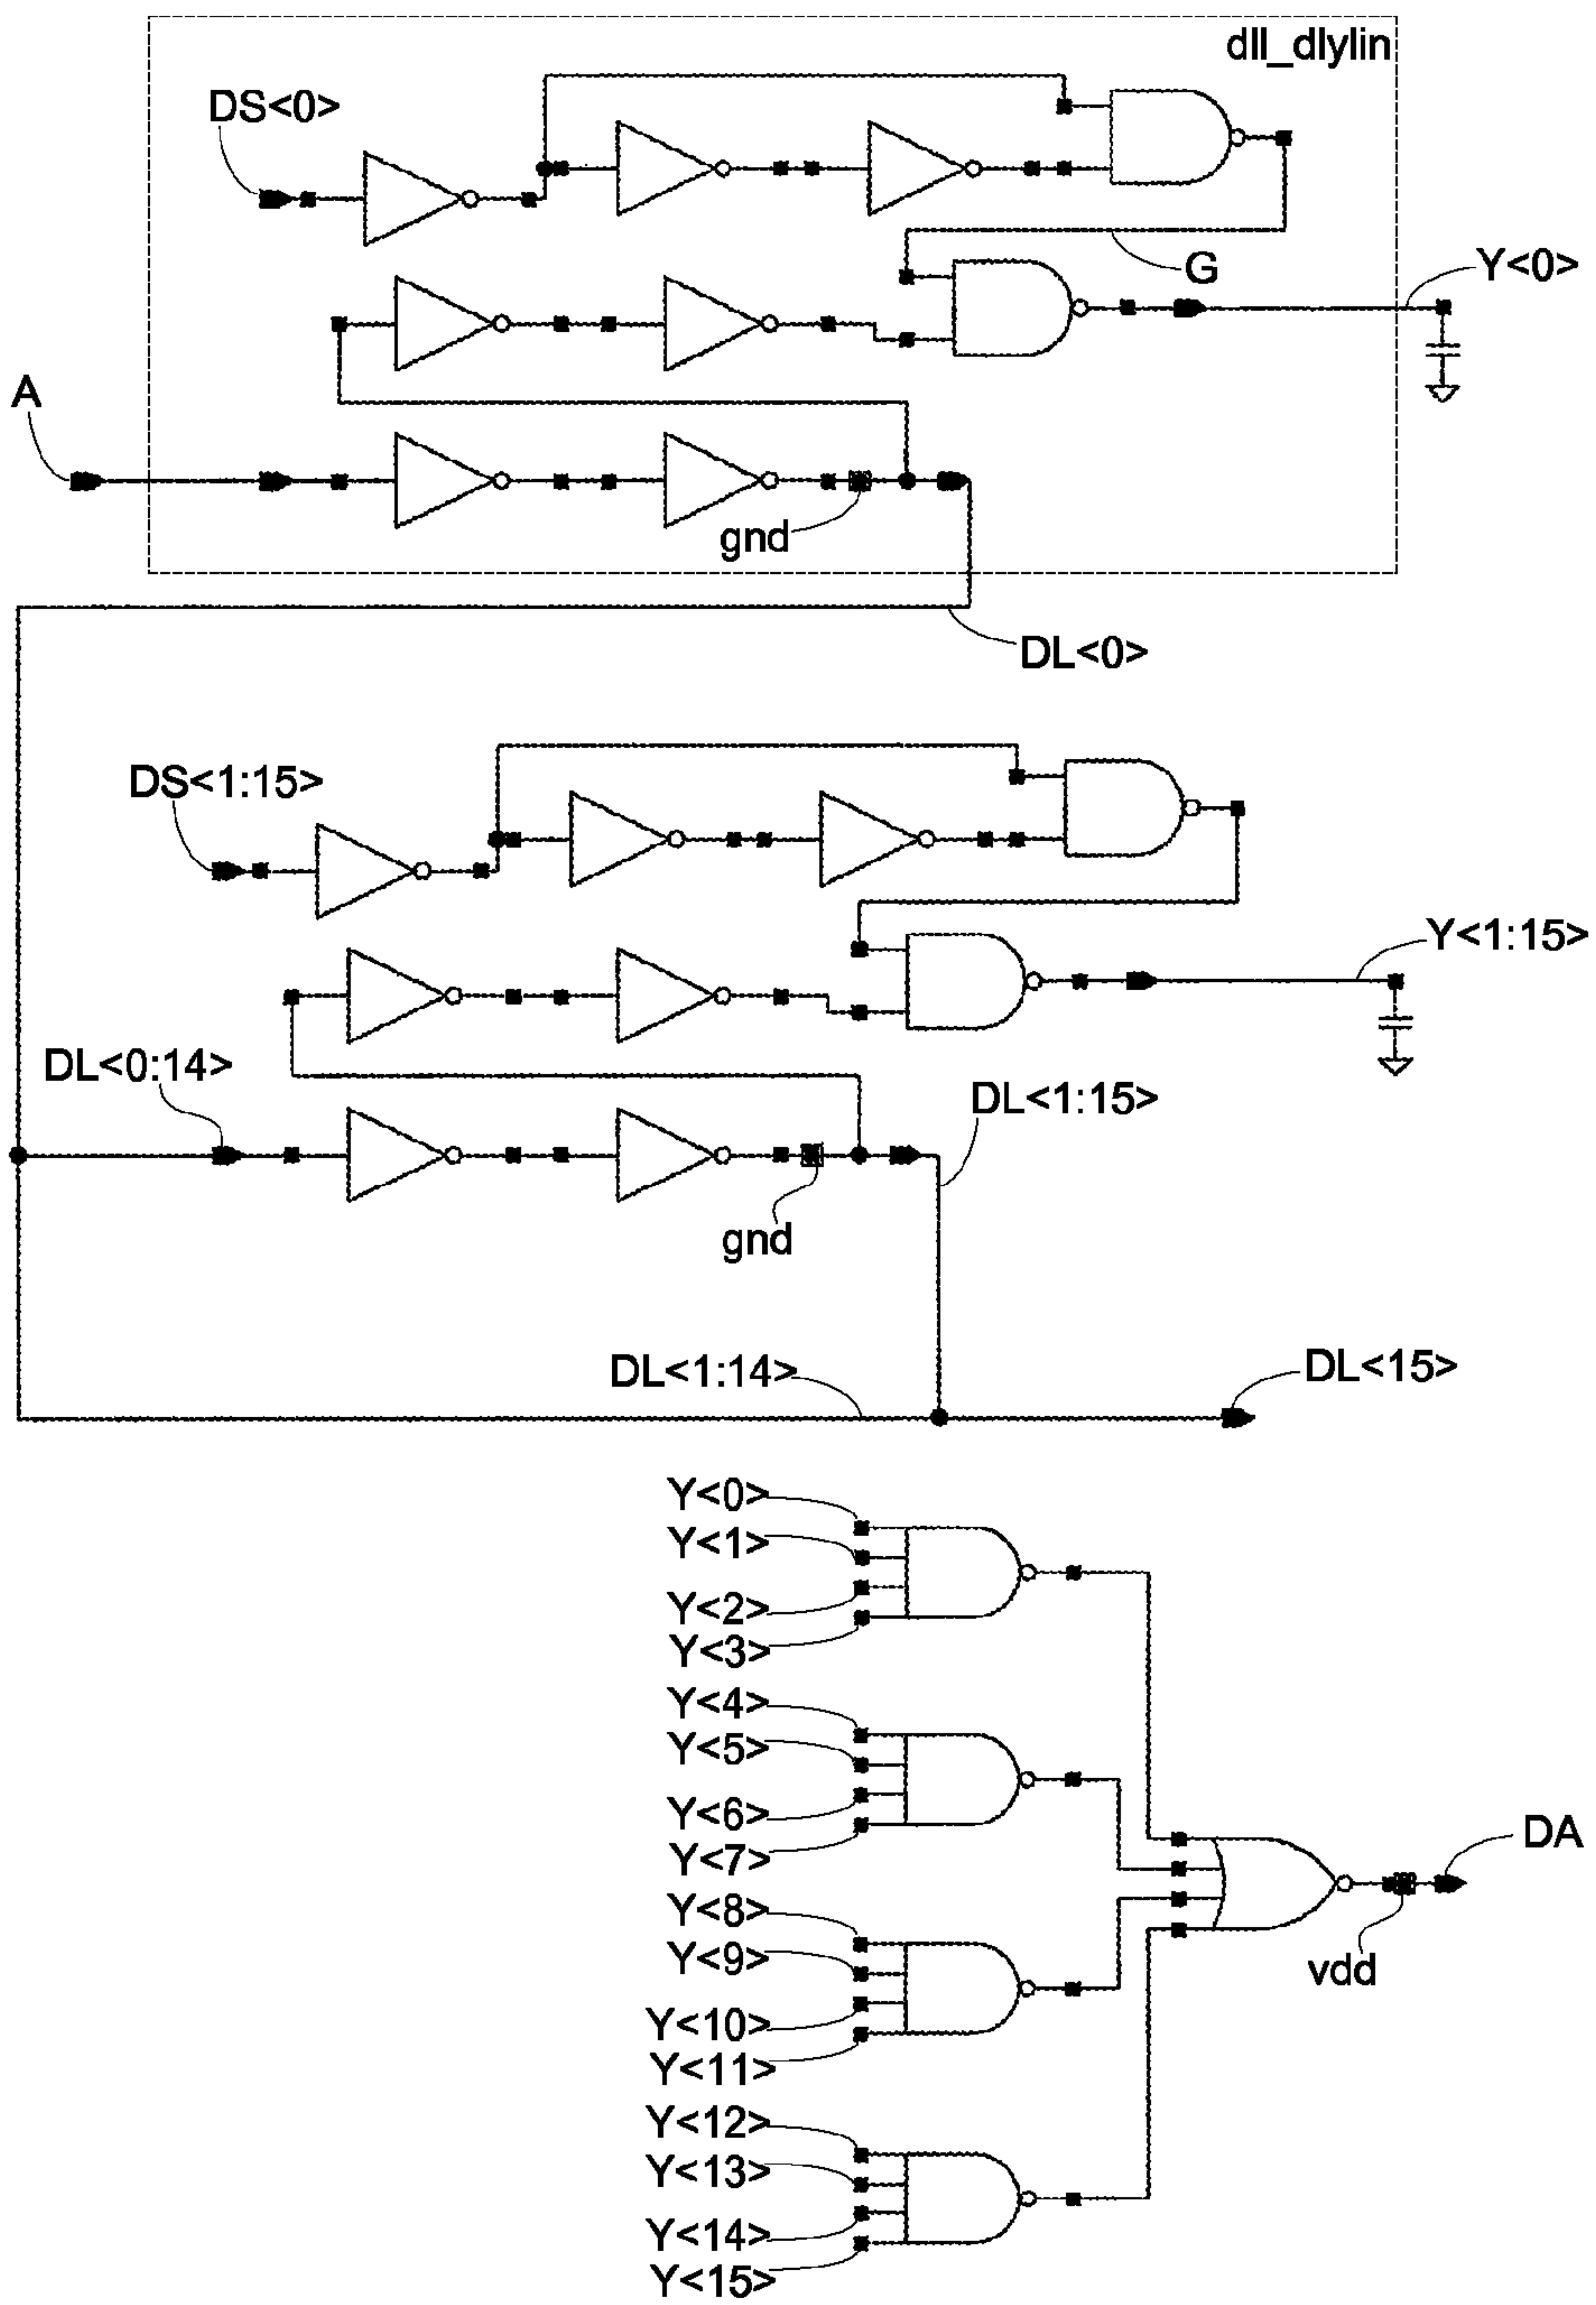 dll_dlylin
DS<0>
G
Y<0>
A
gnd
DL<0>
DS<1:15>
Y<1:15>
DL<0:14>
DL<1:15>
gnd
DL<1:14>
DL<15>
Y<0>
Y<1>
Y<2>
Y<3>
Y<4>
Y<5>
Y<6>
Y<7>
DA
Y<8>
Y<9>
vdd
Y<10>
Y<11>
Y<12>
Y<13>
Y<14>
Y<15>